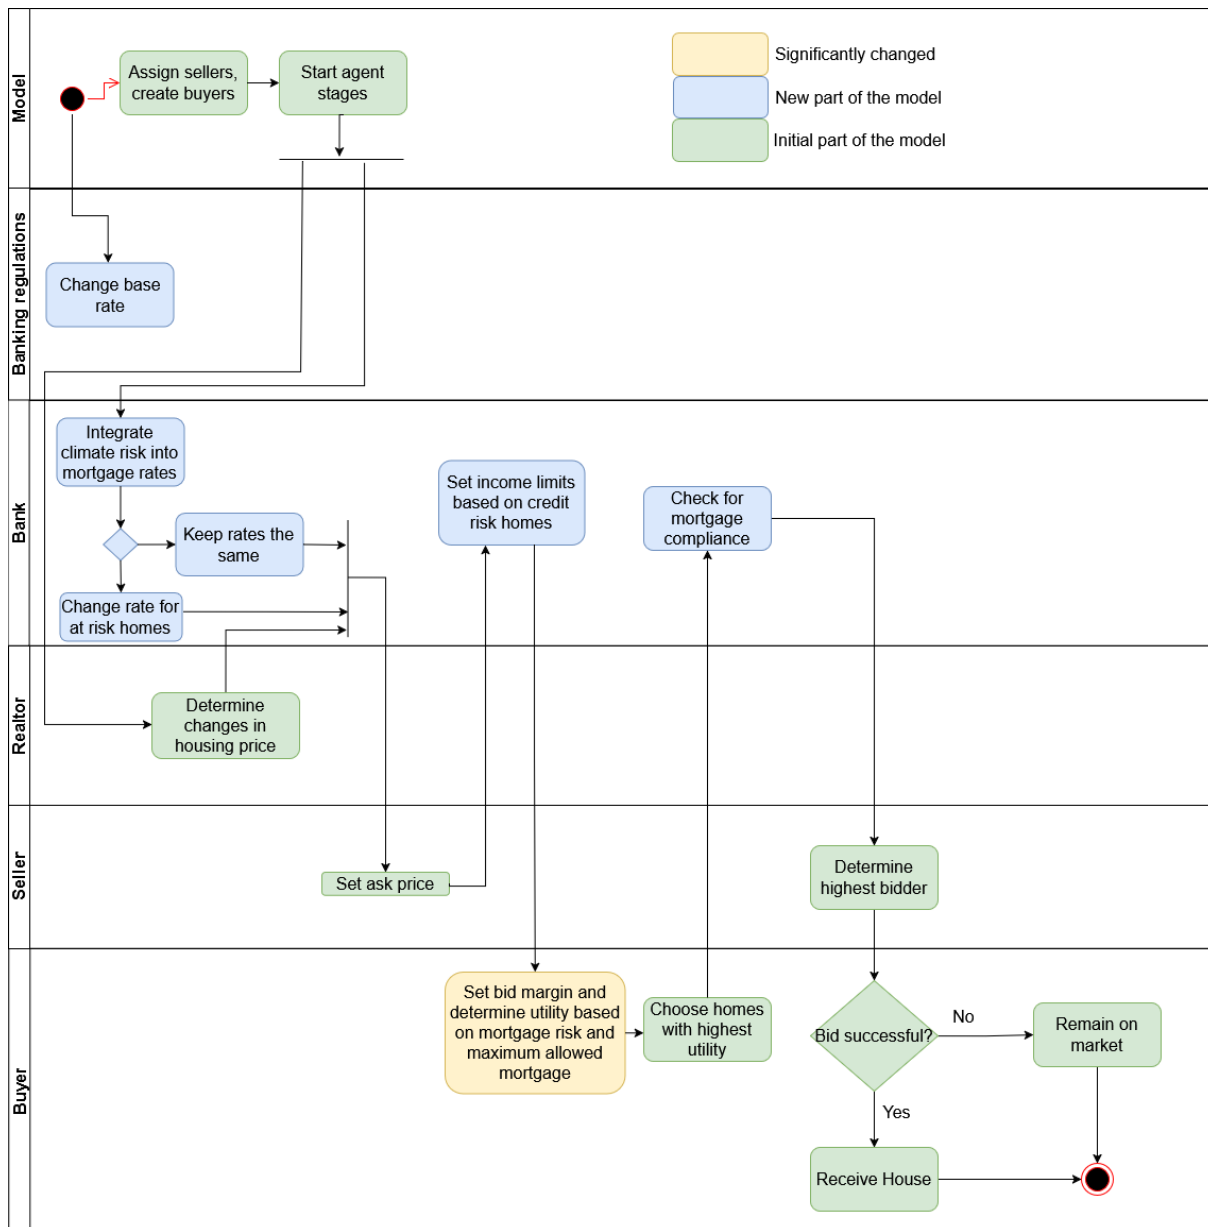 Model
Assign sellers,
create buyers
Start agent
stages
Significantly changed
New part of the model
Initial part of the model
Banking regulations
Change base
rate
Bank
Integrate
climate risk into
mortgage rates
Keep rates the
same
Change rate for
at risk homes
Set income limits
based on credit
risk homes
Check for
mortgage
compliance
Realtor
Determine
changes in
housing price
Seller
Set ask price
Determine
highest bidder
Buyer
Set bid margin and
determine utility based
on mortgage risk and
maximum allowed
mortgage
Choose homes
with highest
utility
Bid successful?
No
Remain on
market
Yes
Receive House